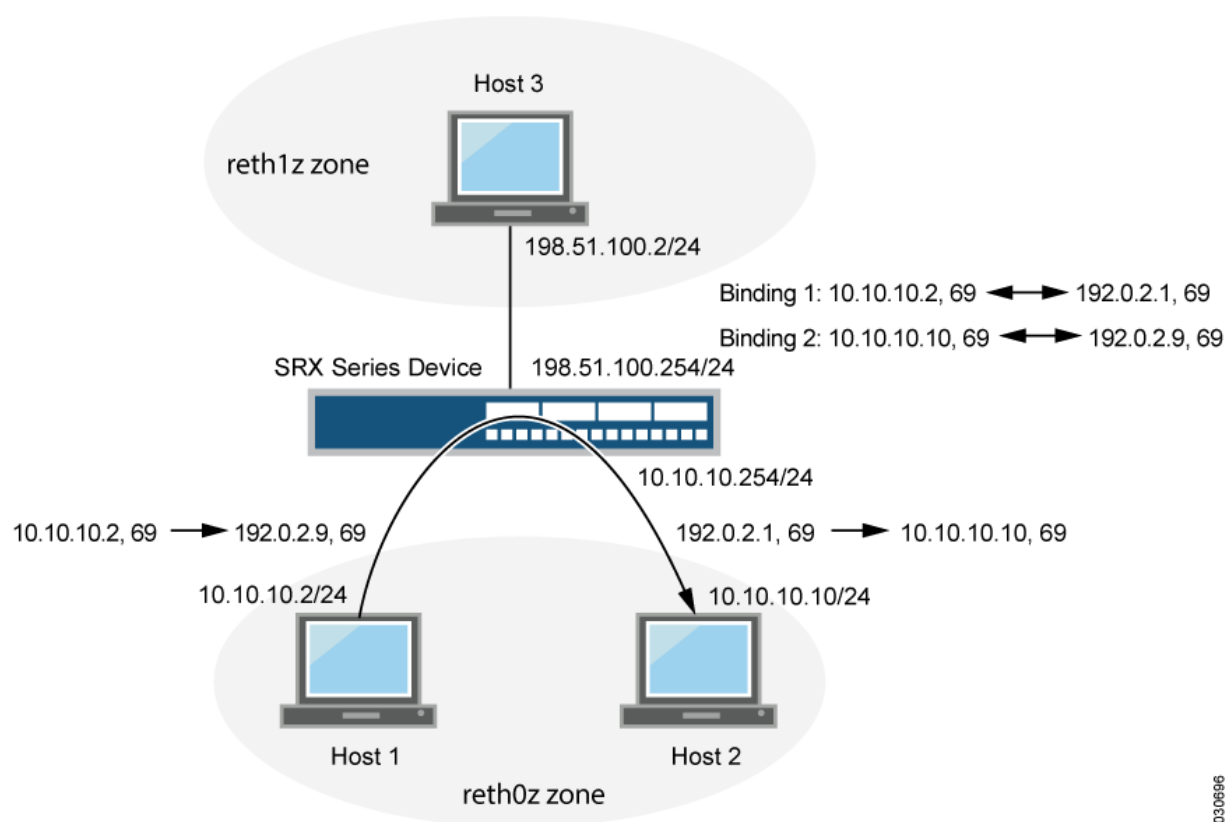 Host 3
reth1z zone
198.51.100.2/24
Binding 1: 10.10.10.2, 69 192.0.2.1, 69
Binding 2: 10.10.10.10, 69 192.0.2.9, 69
SRX Series Device 198.51.100.254/24
10.10.10.254/24
10.10.10.2, 69 192.0.2.9, 69
192.0.2.1, 69 10.10.10.10, 69
10.10.10.2/24
10.10.10.10/24
Host 1
Host 2
reth0z zone
030696